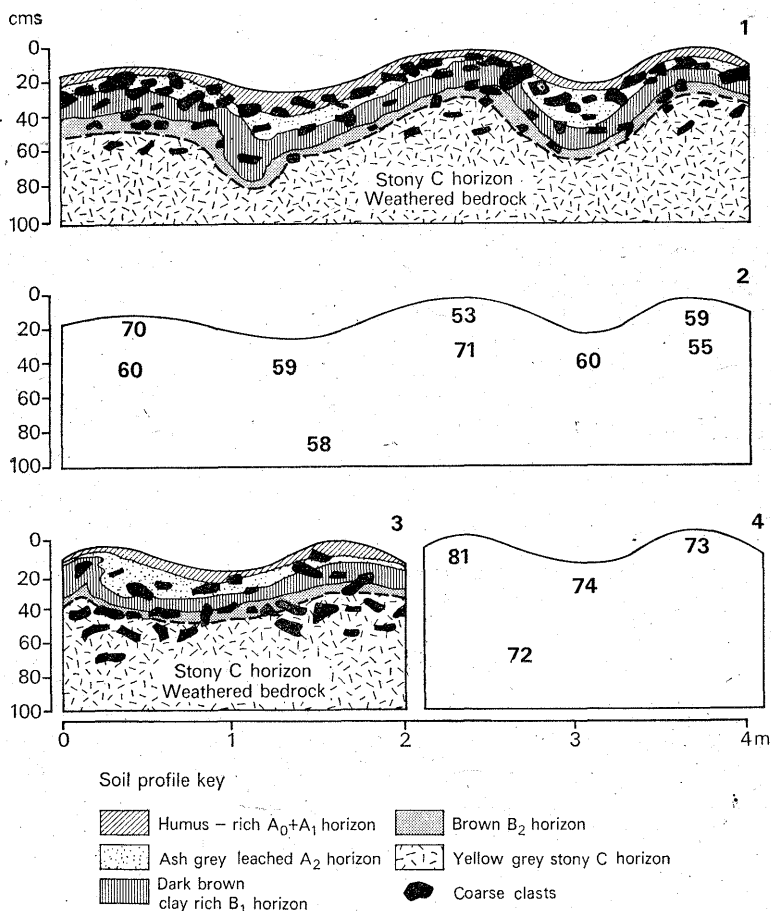 cms
1
0
20
40
60
80
100
Stony C horizon
Weathered bedrock
2
0
20
40
60
80
100
70
53
59
60
59
71
60
55
58
3
0
20
40
60
80
100
Stony C horizon
Weathered bedrock
4
81
73
74
72
0 1 2 3 4 m
Soil profile key
Humus – rich A₀+A₁ horizon
Brown B₂ horizon
Ash grey leached A₂ horizon
Yellow grey stony C horizon
Dark brown
clay rich B₁ horizon
Coarse clasts